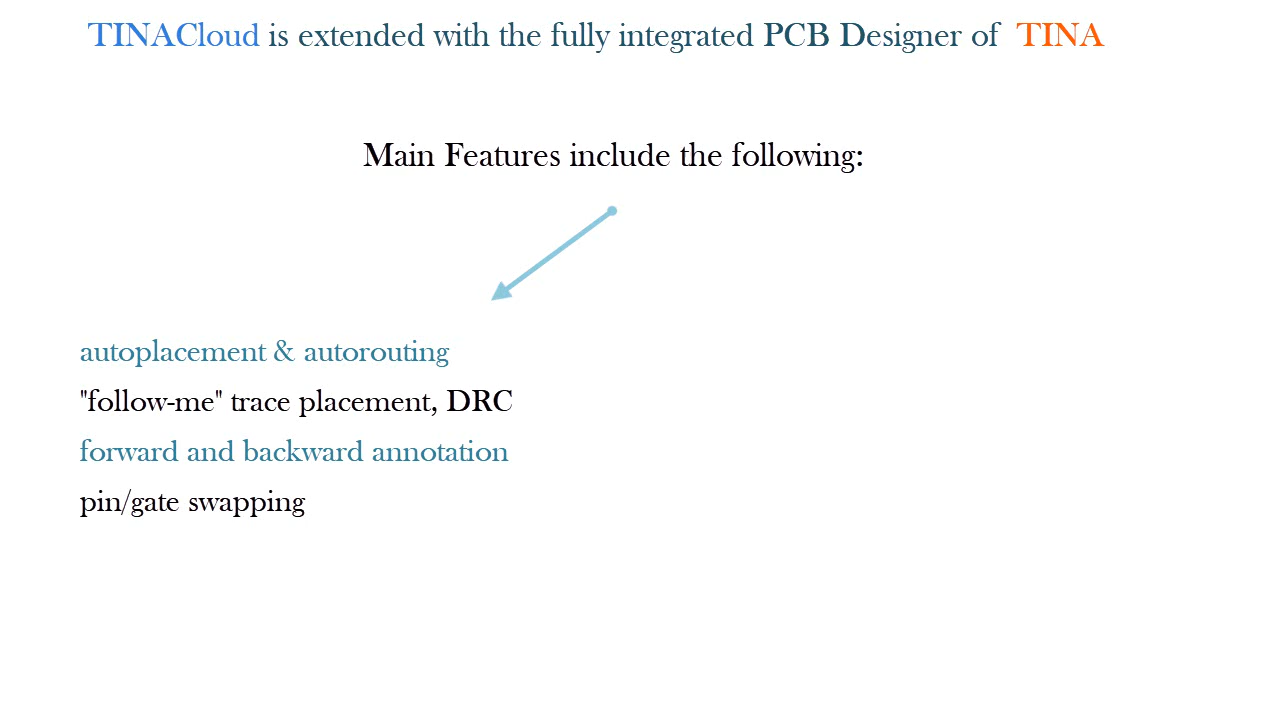 TINACloud is extended with the fully integrated PCB Designer of TINA
Main Features include the following:
autoplacement & autorouting
"follow-me" trace placement, DRC
forward and backward annotation
pin/gate swapping